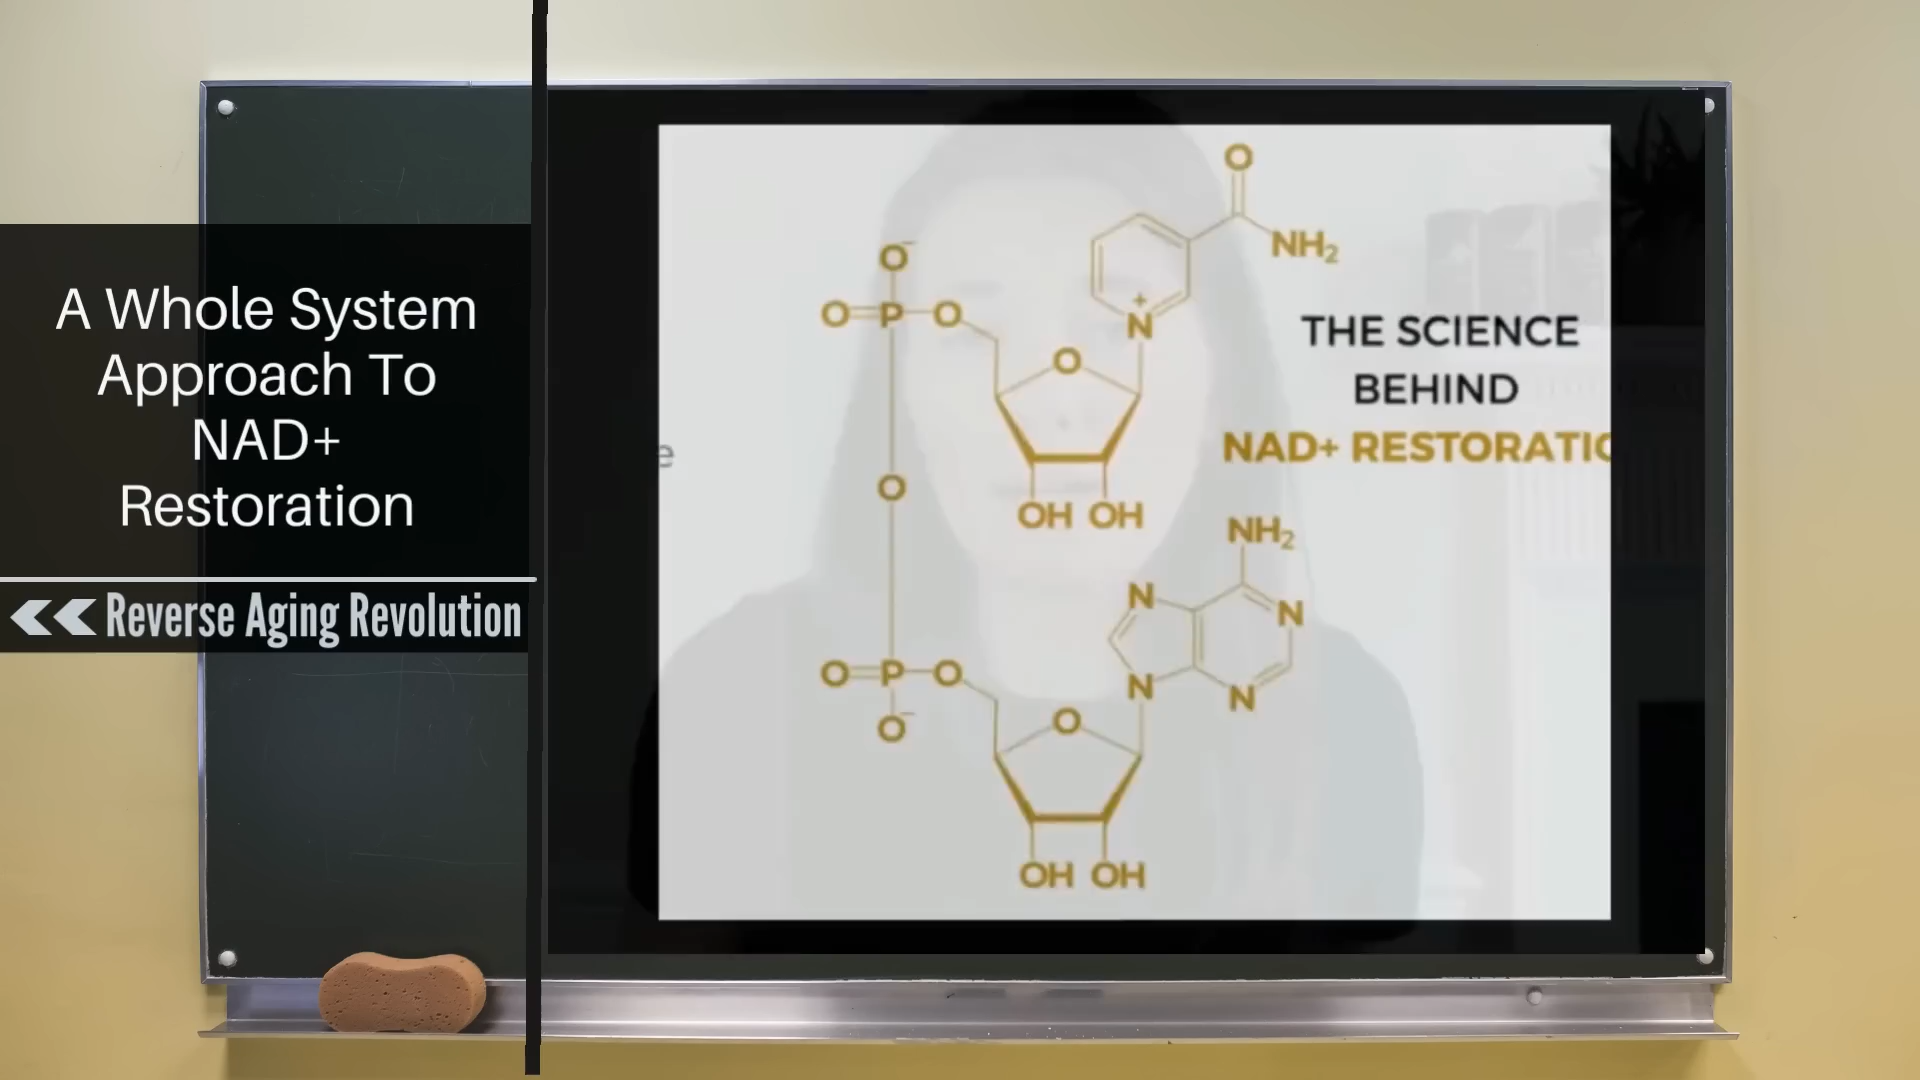 A Whole System
Approach To
NAD+
Restoration
Reverse Aging Revolution
e
THE SCIENCE
BEHIND
NAD+ RESTORATIO
O
NH2
O⁻
O=P-O
+
N
O
O
OH OH
NH2
N
N
O=P-O
N
N
O⁻
O
OH OH